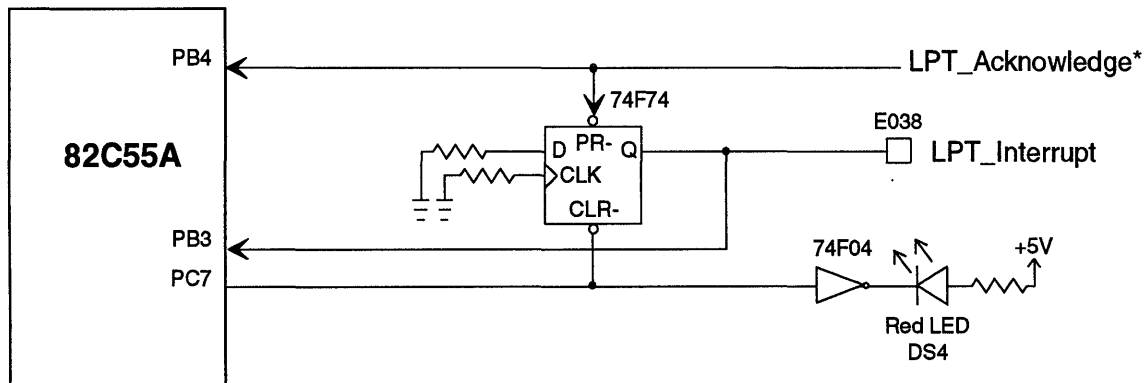 PB4
LPT_Acknowledge*
74F74
E038
82C55A
D PR- Q
LPT_Interrupt
CLK
CLR-
PB3
74F04
+5V
PC7
Red LED
DS4